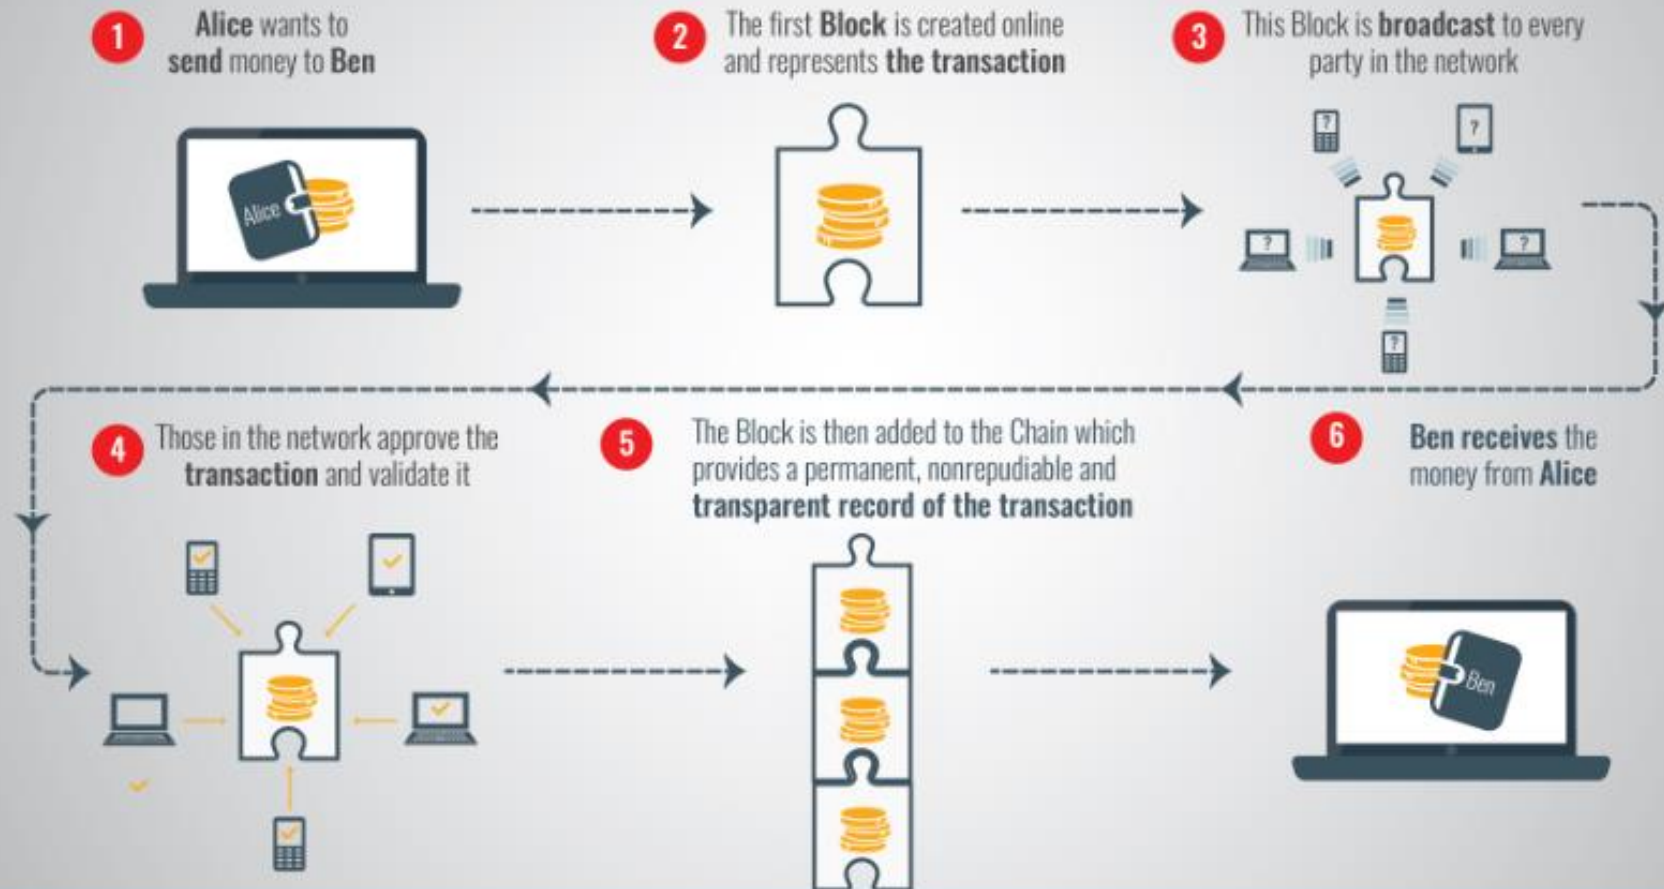 1
Alice wants to
send money to Ben
2
The first Block is created online
and represents the transaction
3
This Block is broadcast to every
party in the network
Alice
?
?
?
?
?
4
Those in the network approve the
transaction and validate it
5
The Block is then added to the Chain which
provides a permanent, nonrepudiable and
transparent record of the transaction
6
Ben receives the
money from Alice
Ben